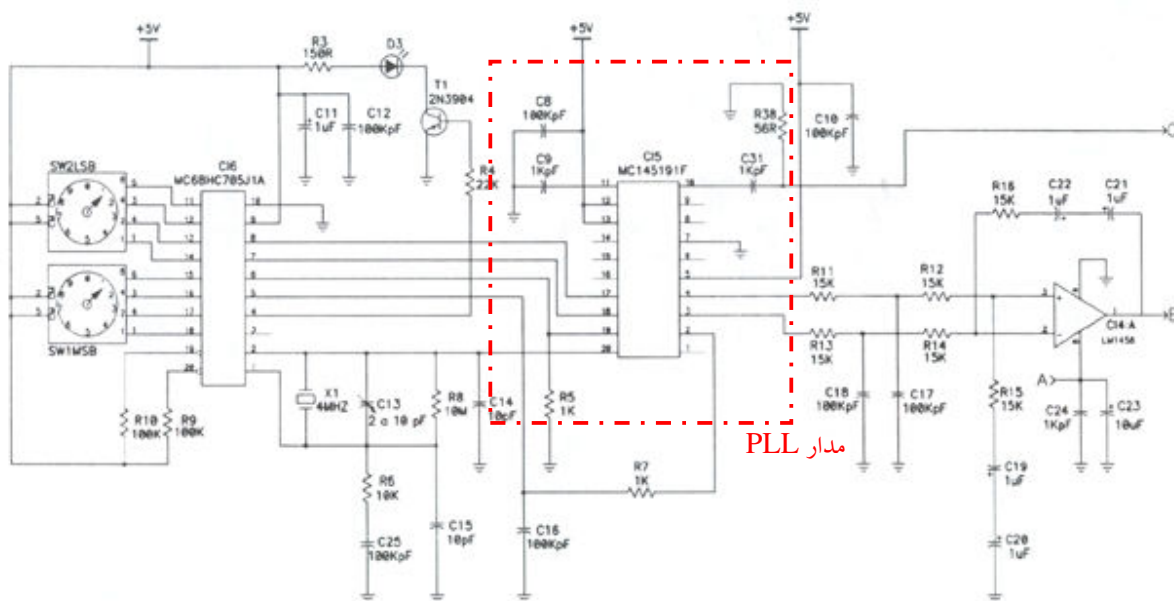 +5V
+5V
+5V
R3
150R
D3
T1
2N3904
C11
1uF
C12
100KpF
C8
100KpF
C9
1KpF
R38
56R
C31
1KpF
C10
100KpF
SW2LSB
CI6
MC68HC705J1A
R4
22K
CI5
MC145191F
C
R16
15K
C22
1uF
C21
1uF
R11
15K
R12
15K
R13
15K
R14
15K
CI4-A
LM1458
B
SW1MSB
R10
100K
R9
100K
X1
4MHZ
C13
2 a 10 pF
R8
10M
C14
10pF
R5
1K
C18
100KpF
C17
100KpF
R15
15K
A
C24
1KpF
C23
10uF
مدار PLL
R7
1K
R6
10K
C25
100KpF
C15
10pF
C16
100KpF
C19
1uF
C20
1uF